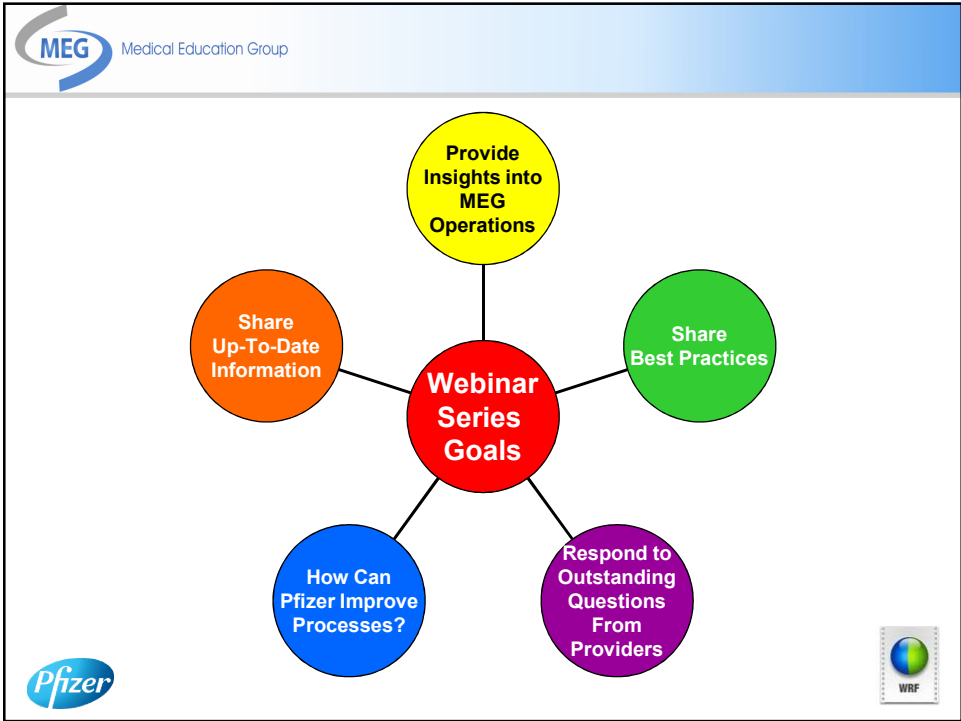 MEG
Medical Education Group
Provide
Insights into
MEG
Operations
Share
Up-To-Date
Information
Share
Best Practices
Webinar
Series
Goals
How Can
Pfizer Improve
Processes?
Respond to
Outstanding
Questions
From
Providers
Pfizer
WRF